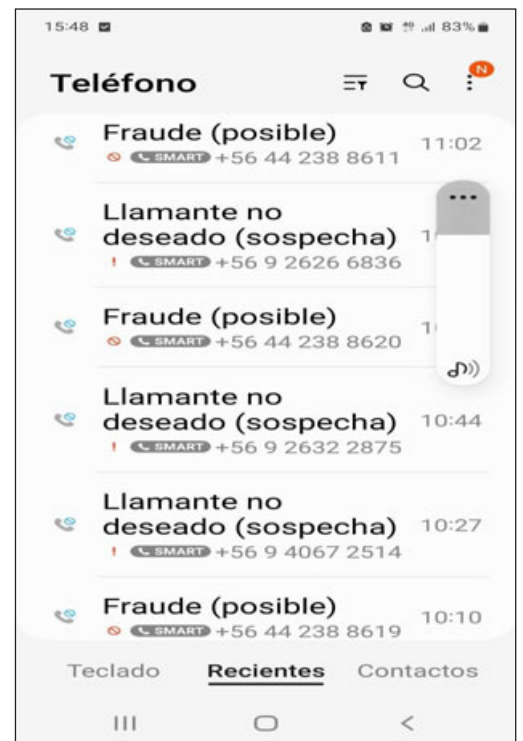 15:48 83%
Teléfono N
Fraude (posible)
SMART +56 44 238 8611 11:02
Llamante no
deseado (sospecha)
! SMART +56 9 2626 6836
Fraude (posible)
SMART +56 44 238 8620
Llamante no
deseado (sospecha) 10:44
! SMART +56 9 2632 2875
Llamante no
deseado (sospecha) 10:27
! SMART +56 9 4067 2514
Fraude (posible)
SMART +56 44 238 8619 10:10
Teclado Recientes Contactos